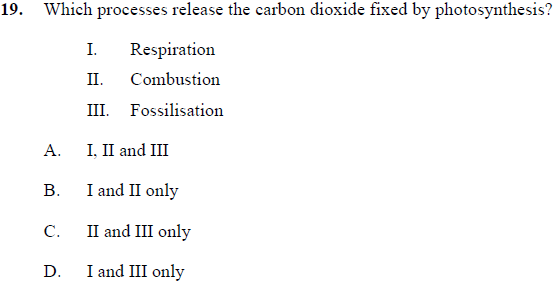 19. Which processes release the carbon dioxide fixed by photosynthesis?
I. Respiration
II. Combustion
III. Fossilisation
A. I, II and III
B. I and II only
C. II and III only
D. I and III only